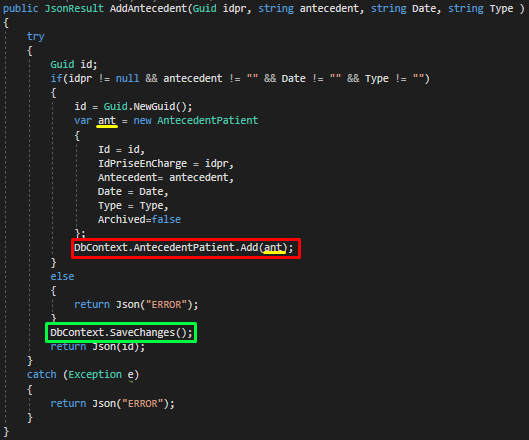 public JsonResult AddAntecedent(Guid idpr, string antecedent, string Date, string Type )
{
try
{
Guid id;
if(idpr != null && antecedent != "" && Date != "" && Type != "")
{
id = Guid.NewGuid();
var ant = new AntecedentPatient
{
Id = id,
IdPriseEnCharge = idpr,
Antecedent= antecedent,
Date = Date,
Type = Type,
Archived=false
};
DbContext.AntecedentPatient.Add(ant);
}
else
{
return Json("ERROR");
}
DbContext.SaveChanges();
return Json(id);
}
catch (Exception e)
{
return Json("ERROR");
}
}